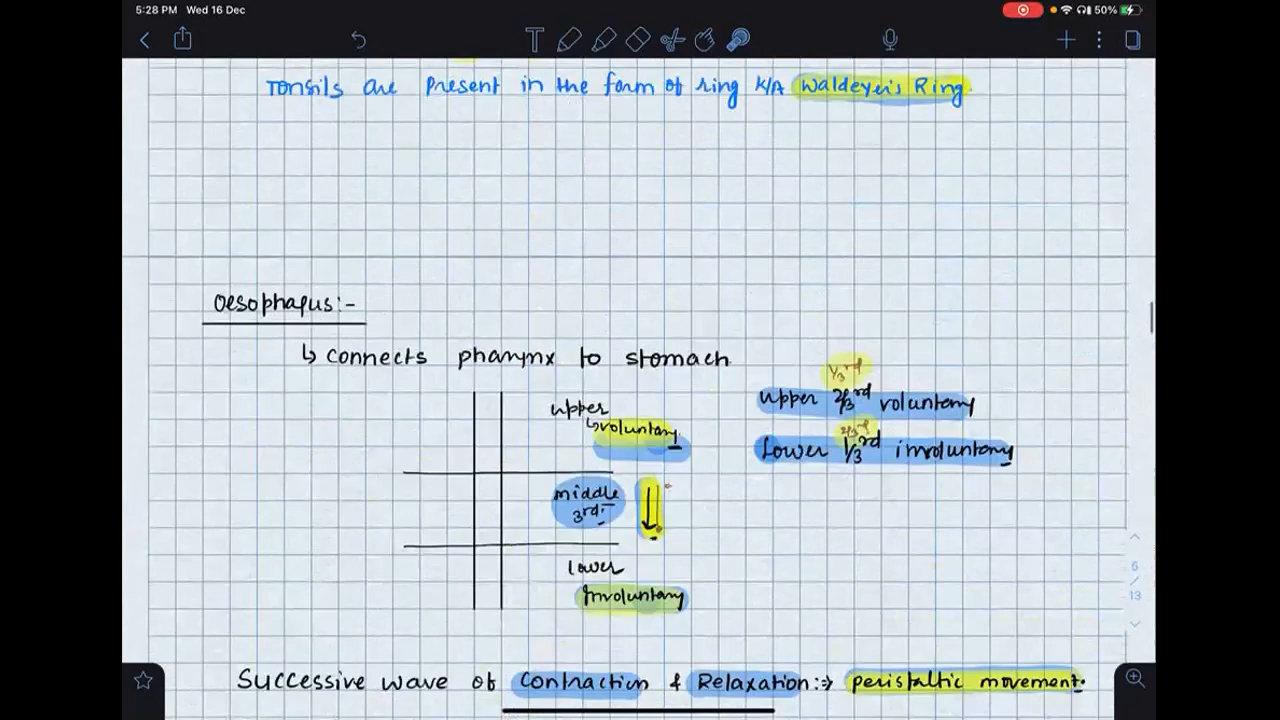 5:28 PM Wed 16 Dec
50%
Tonsils are present in the form of ring K/A Waldeyer's Ring
Oesophagus:-
↳ connects pharynx to stomach
upper
↳ voluntary
1/3rd
upper 2/3rd voluntary
2/3rd
Lower 1/3rd involuntary
middle
3rd
lower
Involuntary
6
/
13
Successive wave of Contraction & Relaxation:→ peristaltic movement.